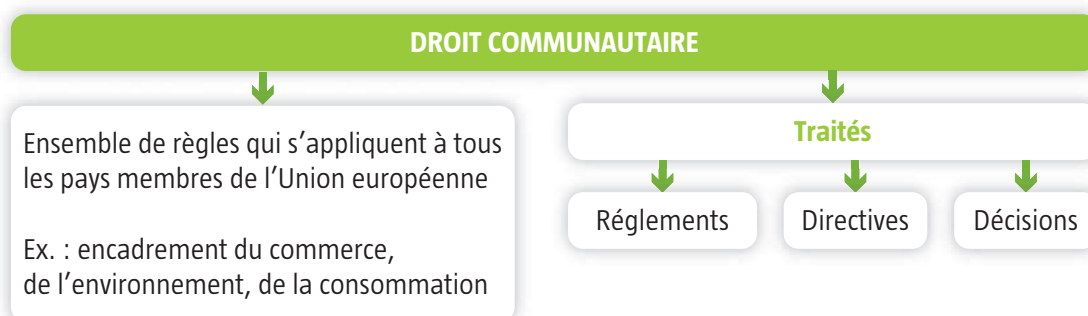 DROIT COMMUNAUTAIRE
Ensemble de règles qui s'appliquent à tous
les pays membres de l'Union européenne
Ex. : encadrement du commerce,
de l'environnement, de la consommation
Traités
Réglements
Directives
Décisions